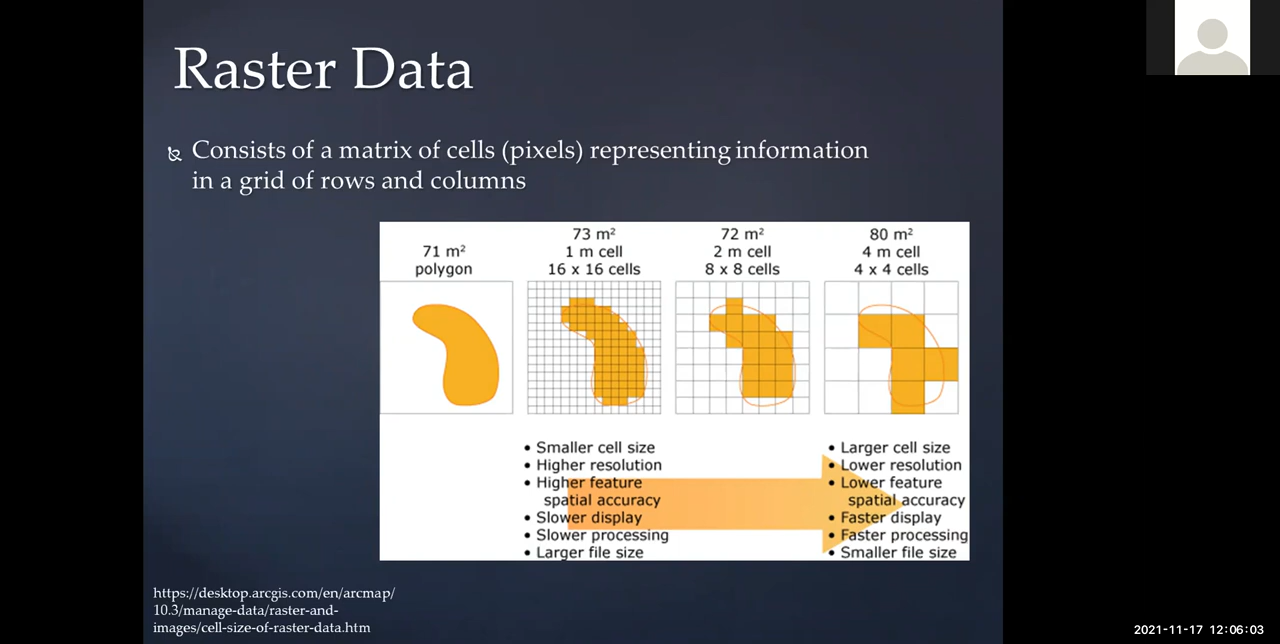 Raster Data
Consists of a matrix of cells (pixels) representing information
in a grid of rows and columns
71 m²
polygon
73 m²
1 m cell
16 x 16 cells
72 m²
2 m cell
8 x 8 cells
80 m²
4 m cell
4 x 4 cells
• Smaller cell size
• Higher resolution
• Higher feature
spatial accuracy
• Slower display
• Slower processing
• Larger file size
• Larger cell size
• Lower resolution
• Lower feature
spatial accuracy
• Faster display
• Faster processing
• Smaller file size
https://desktop.arcgis.com/en/arcmap/
10.3/manage-data/raster-and-
images/cell-size-of-raster-data.htm
2021-11-17 12:06:03